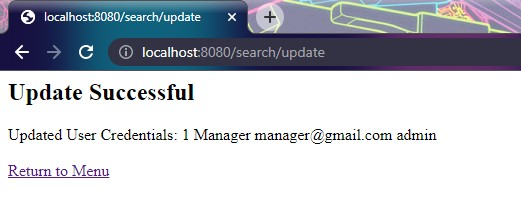 localhost:8080/search/update
localhost:8080/search/update
Update Successful
Updated User Credentials: 1 Manager manager@gmail.com admin
Return to Menu